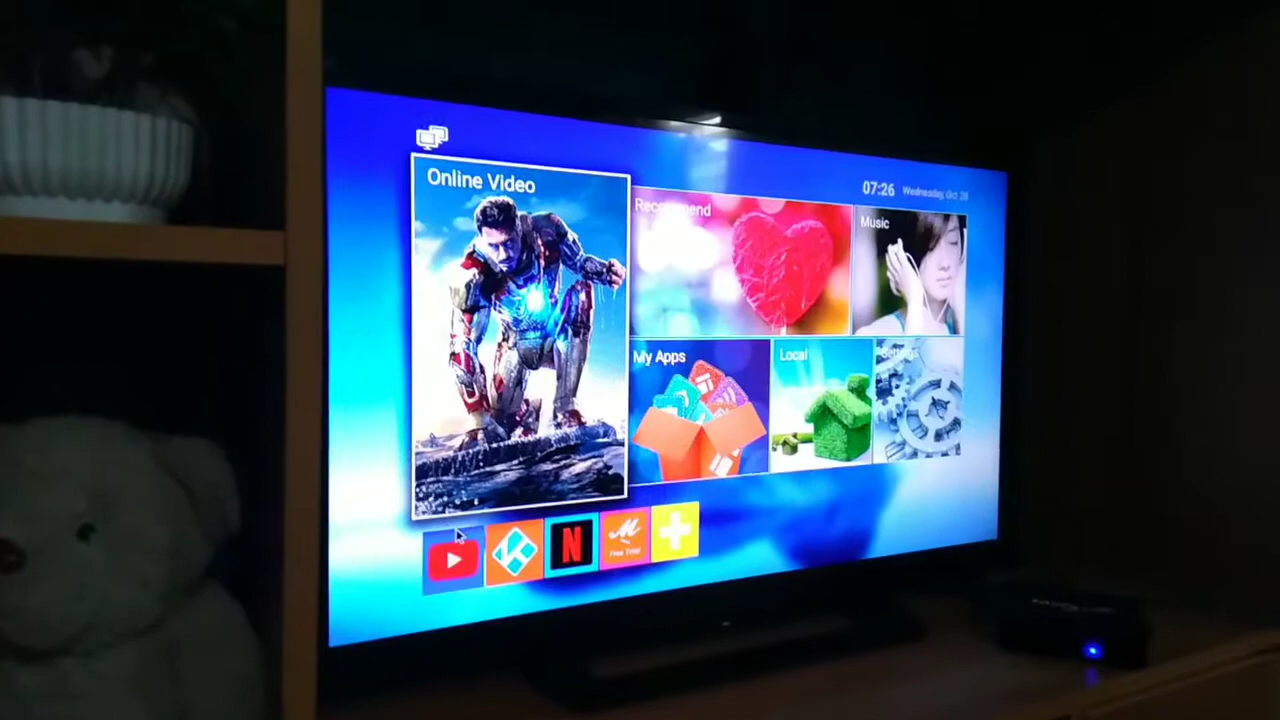 Online Video
07:26 Wednesday, Oct 28
Recommend
Music
My Apps
Local
Settings
N
M
Free Trial